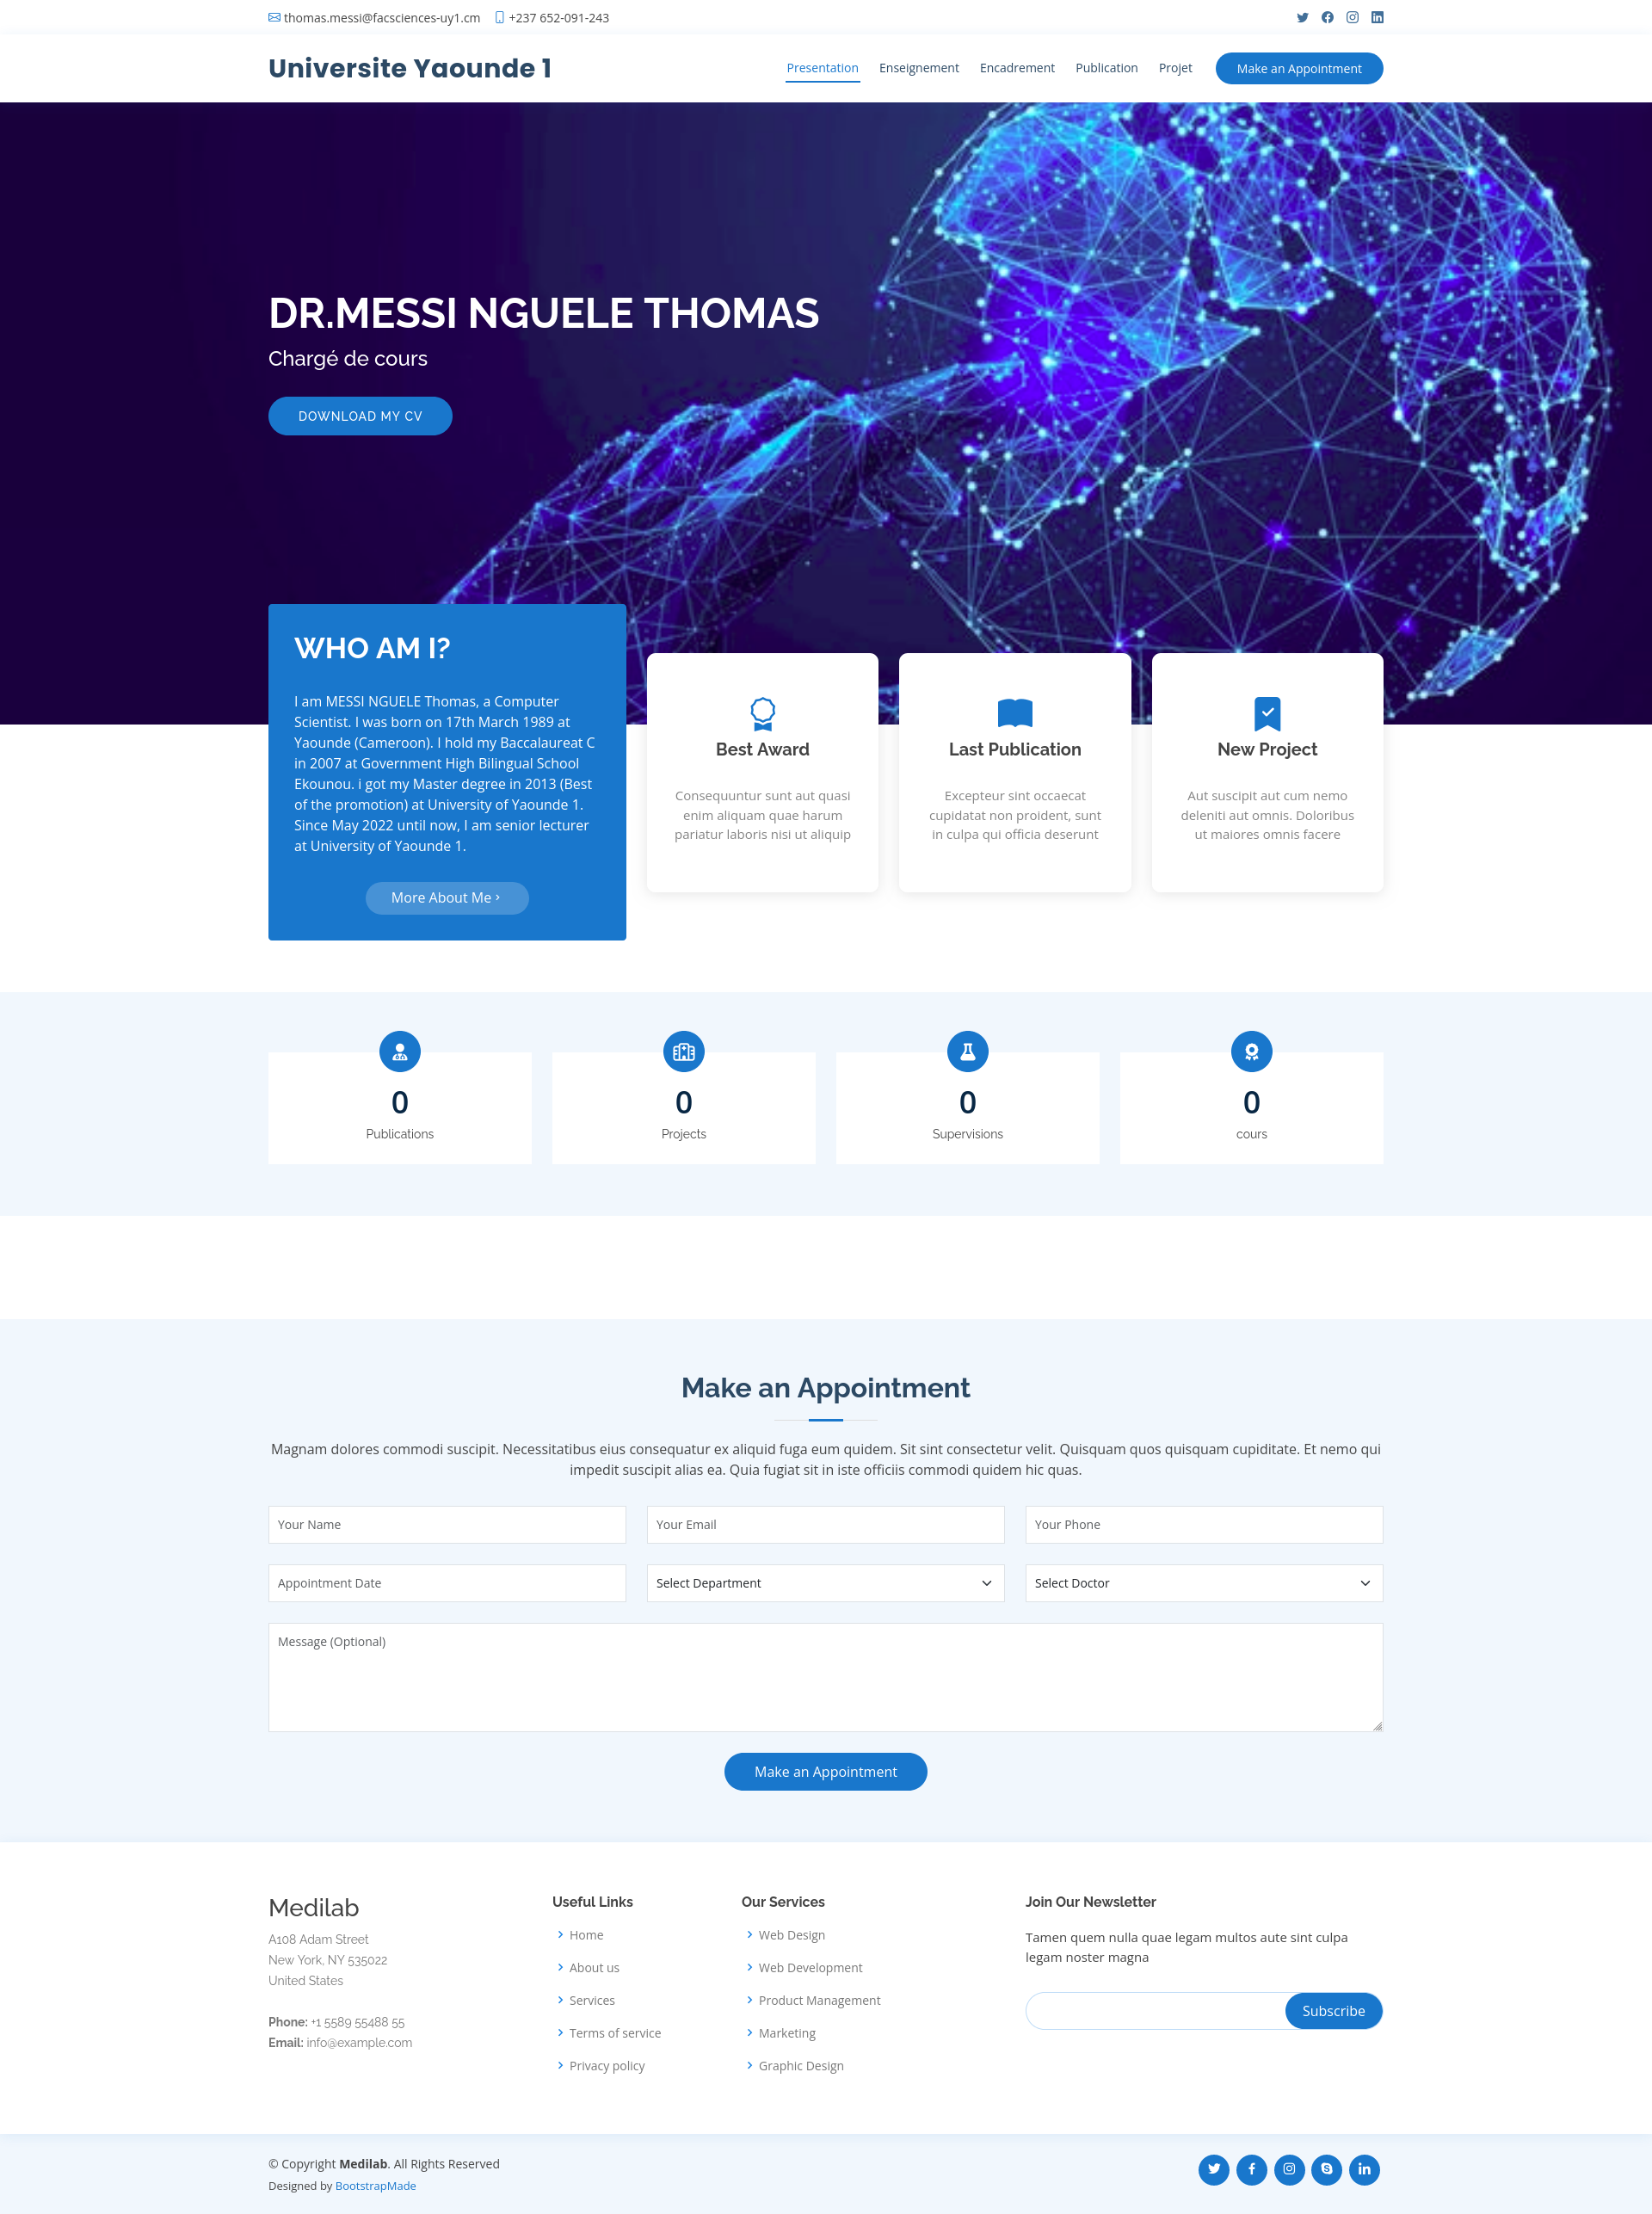 thomas.messi@facsciences-uy1.cm +237 652-091-243
Universite Yaounde 1
Presentation Enseignement Encadrement Publication Projet Make an Appointment
DR.MESSI NGUELE THOMAS
Chargé de cours
DOWNLOAD MY CV
WHO AM I?
I am MESSI NGUELE Thomas, a Computer
Scientist. I was born on 17th March 1989 at
Yaounde (Cameroon). I hold my Baccalaureat C
in 2007 at Government High Bilingual School
Ekounou. i got my Master degree in 2013 (Best
of the promotion) at University of Yaounde 1.
Since May 2022 until now, I am senior lecturer
at University of Yaounde 1.
More About Me
Best Award
Consequuntur sunt aut quasi
enim aliquam quae harum
pariatur laboris nisi ut aliquip
Last Publication
Excepteur sint occaecat
cupidatat non proident, sunt
in culpa qui officia deserunt
New Project
Aut suscipit aut cum nemo
deleniti aut omnis. Doloribus
ut maiores omnis facere
0
Publications
0
Projects
0
Supervisions
0
cours
Make an Appointment
Magnam dolores commodi suscipit. Necessitatibus eius consequatur ex aliquid fuga eum quidem. Sit sint consectetur velit. Quisquam quos quisquam cupiditate. Et nemo qui
impedit suscipit alias ea. Quia fugiat sit in iste officiis commodi quidem hic quas.
Your Name Your Email Your Phone
Appointment Date Select Department Select Doctor
Message (Optional)
Make an Appointment
Medilab
A108 Adam Street
New York, NY 535022
United States
Phone: +1 5589 55488 55
Email: info@example.com
Useful Links
Home
About us
Services
Terms of service
Privacy policy
Our Services
Web Design
Web Development
Product Management
Marketing
Graphic Design
Join Our Newsletter
Tamen quem nulla quae legam multos aute sint culpa
legam noster magna
Subscribe
© Copyright Medilab. All Rights Reserved
Designed by BootstrapMade